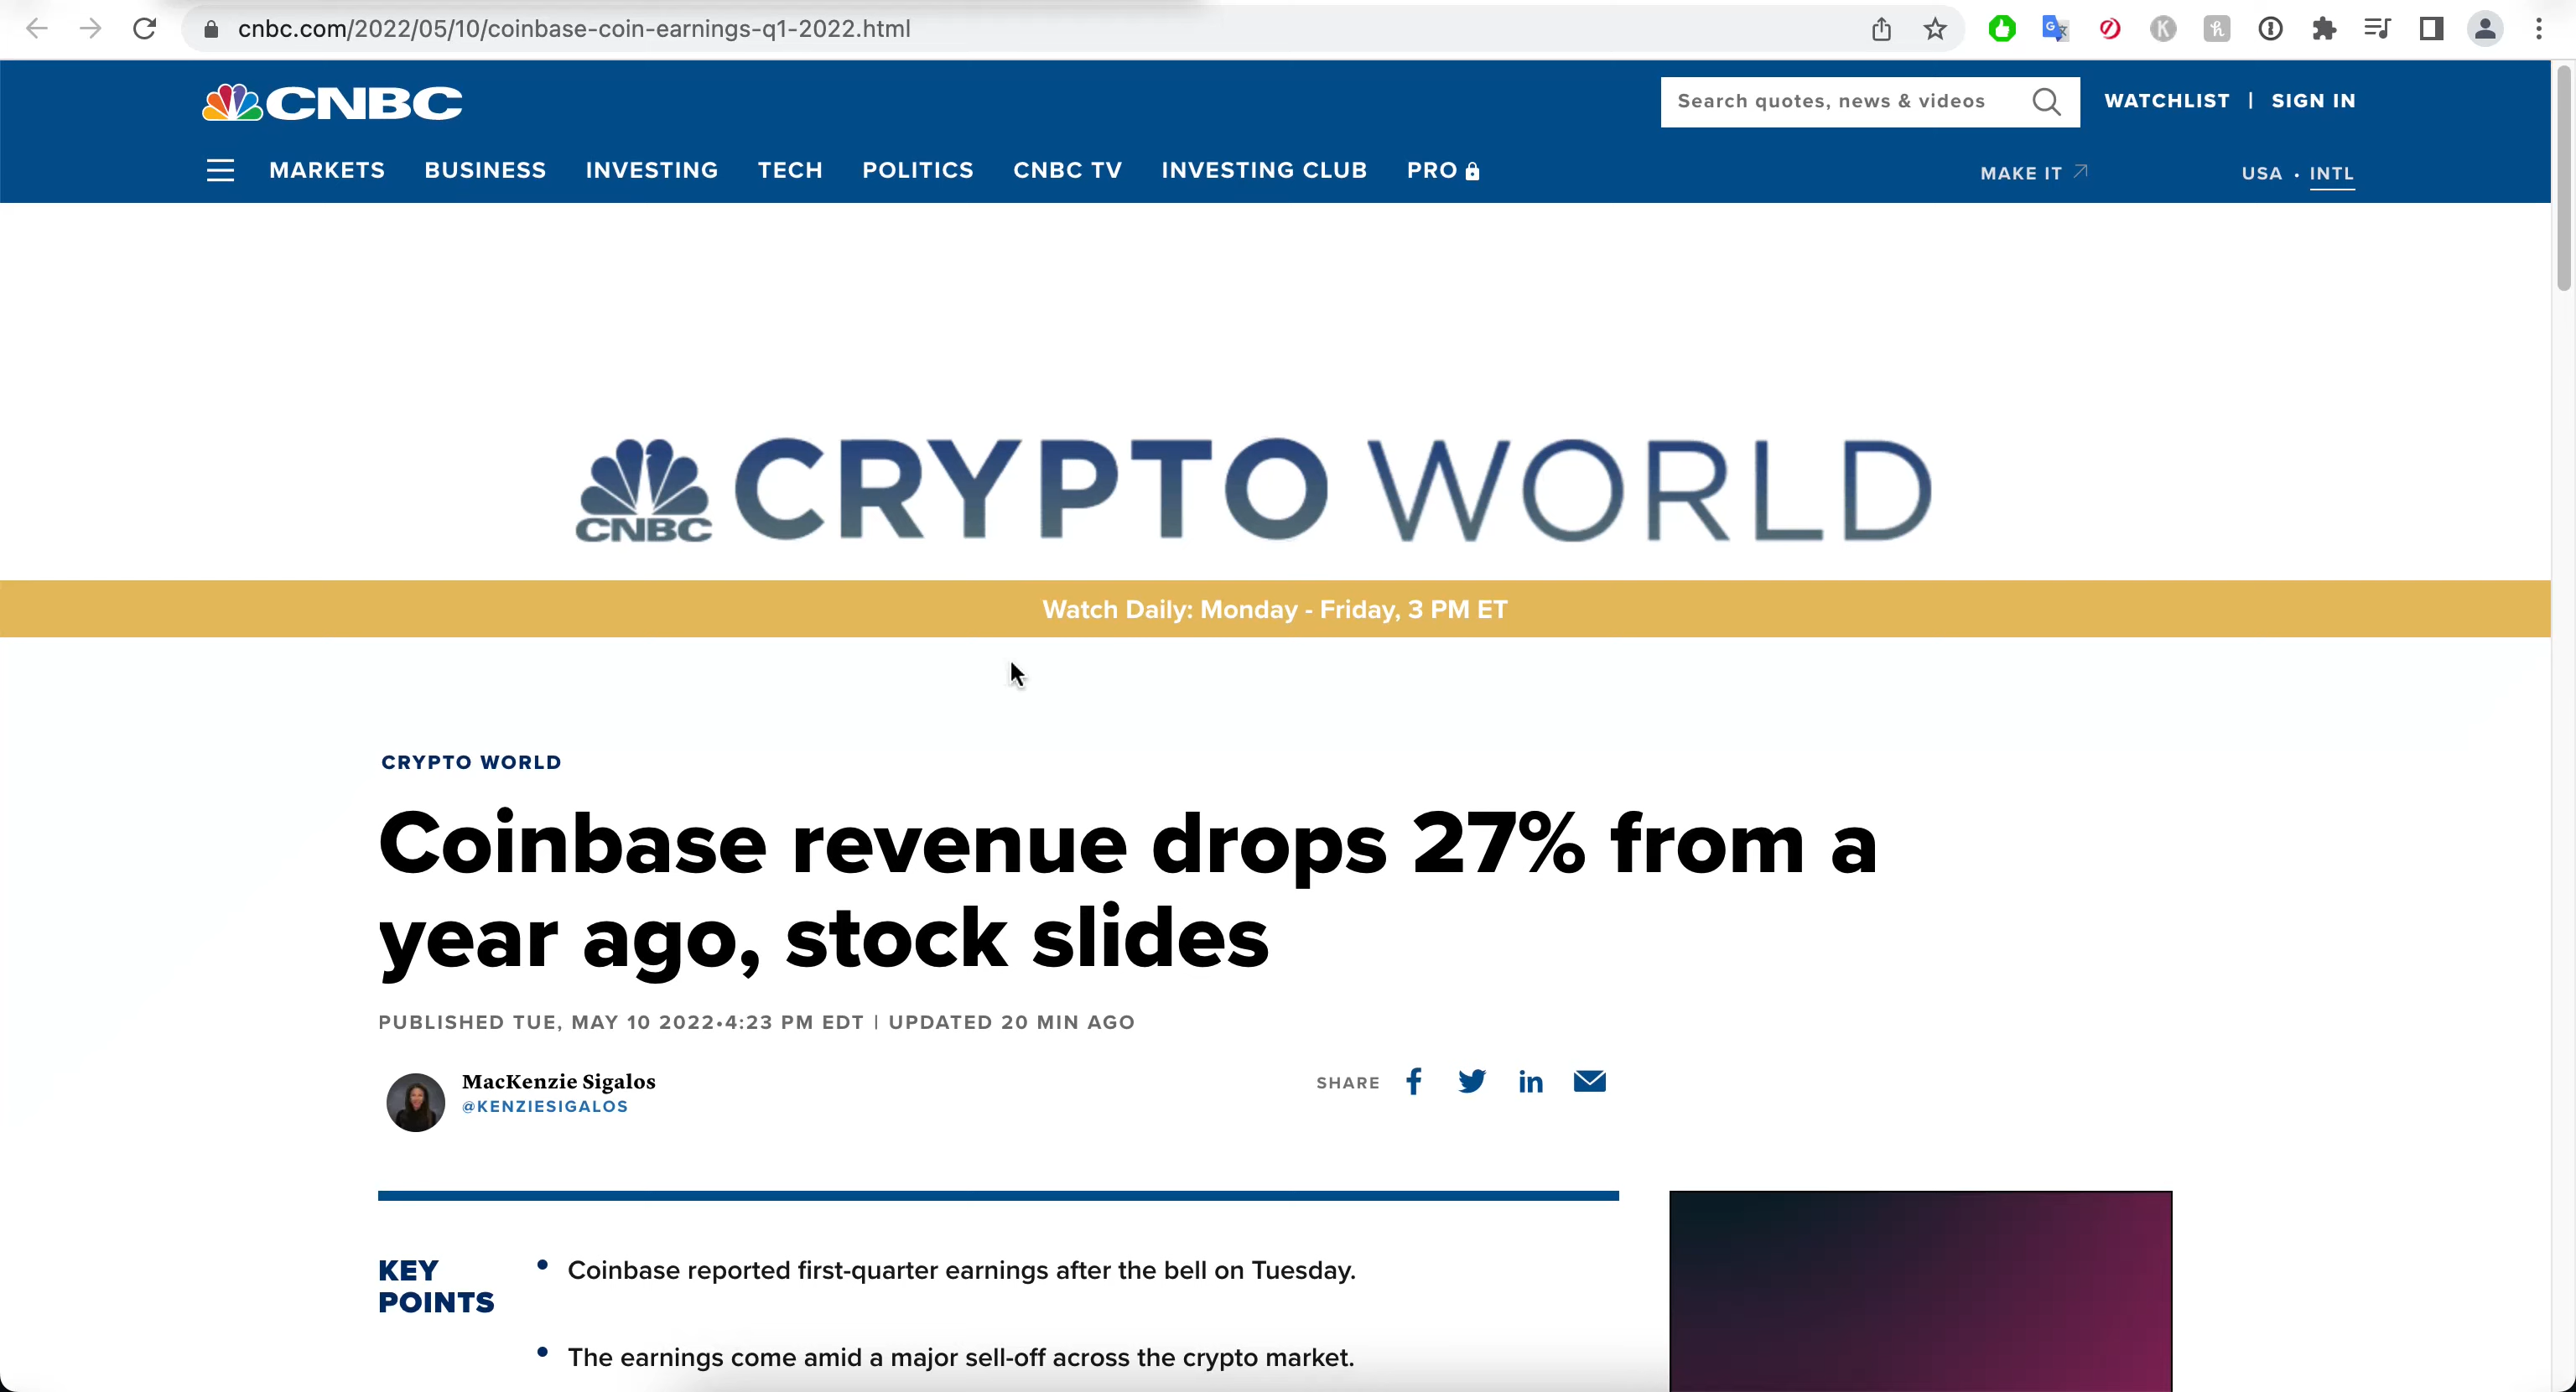 cnbc.com/2022/05/10/coinbase-coin-earnings-q1-2022.html
CNBC
Search quotes, news & videos
WATCHLIST | SIGN IN
MARKETS BUSINESS INVESTING TECH POLITICS CNBC TV INVESTING CLUB PRO
MAKE IT
USA • INTL
CNBC CRYPTO WORLD
Watch Daily: Monday - Friday, 3 PM ET
CRYPTO WORLD
Coinbase revenue drops 27% from a
year ago, stock slides
PUBLISHED TUE, MAY 10 2022•4:23 PM EDT | UPDATED 20 MIN AGO
MacKenzie Sigalos
@KENZIESIGALOS
SHARE
KEY
POINTS
• Coinbase reported first-quarter earnings after the bell on Tuesday.
• The earnings come amid a major sell-off across the crypto market.